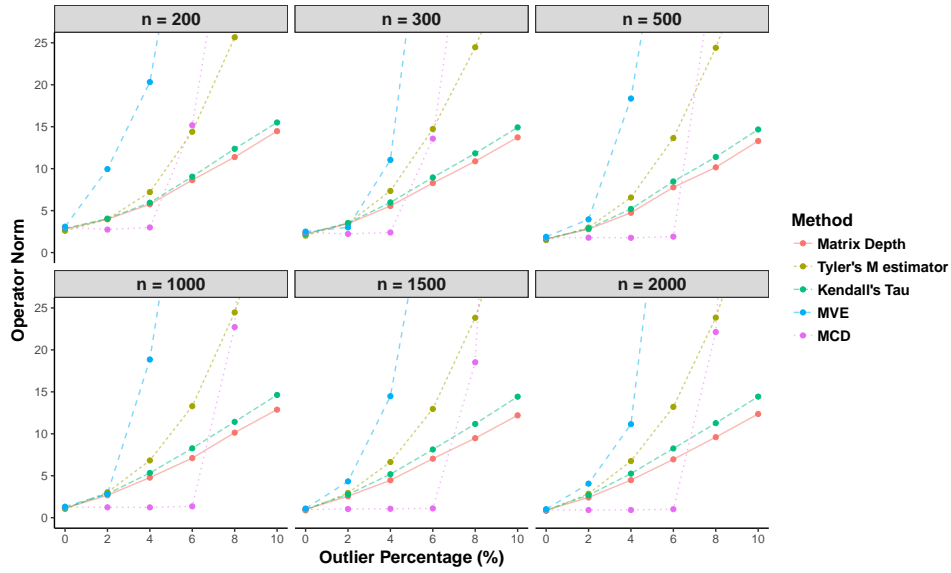 n = 200
n = 300
n = 500
25
20
15
10
5
0
n = 1000
n = 1500
n = 2000
25
20
15
10
5
0
0 2 4 6 8 10
0 2 4 6 8 10
0 2 4 6 8 10
Operator Norm
Outlier Percentage (%)
Method
Matrix Depth
Tyler's M estimator
Kendall's Tau
MVE
MCD